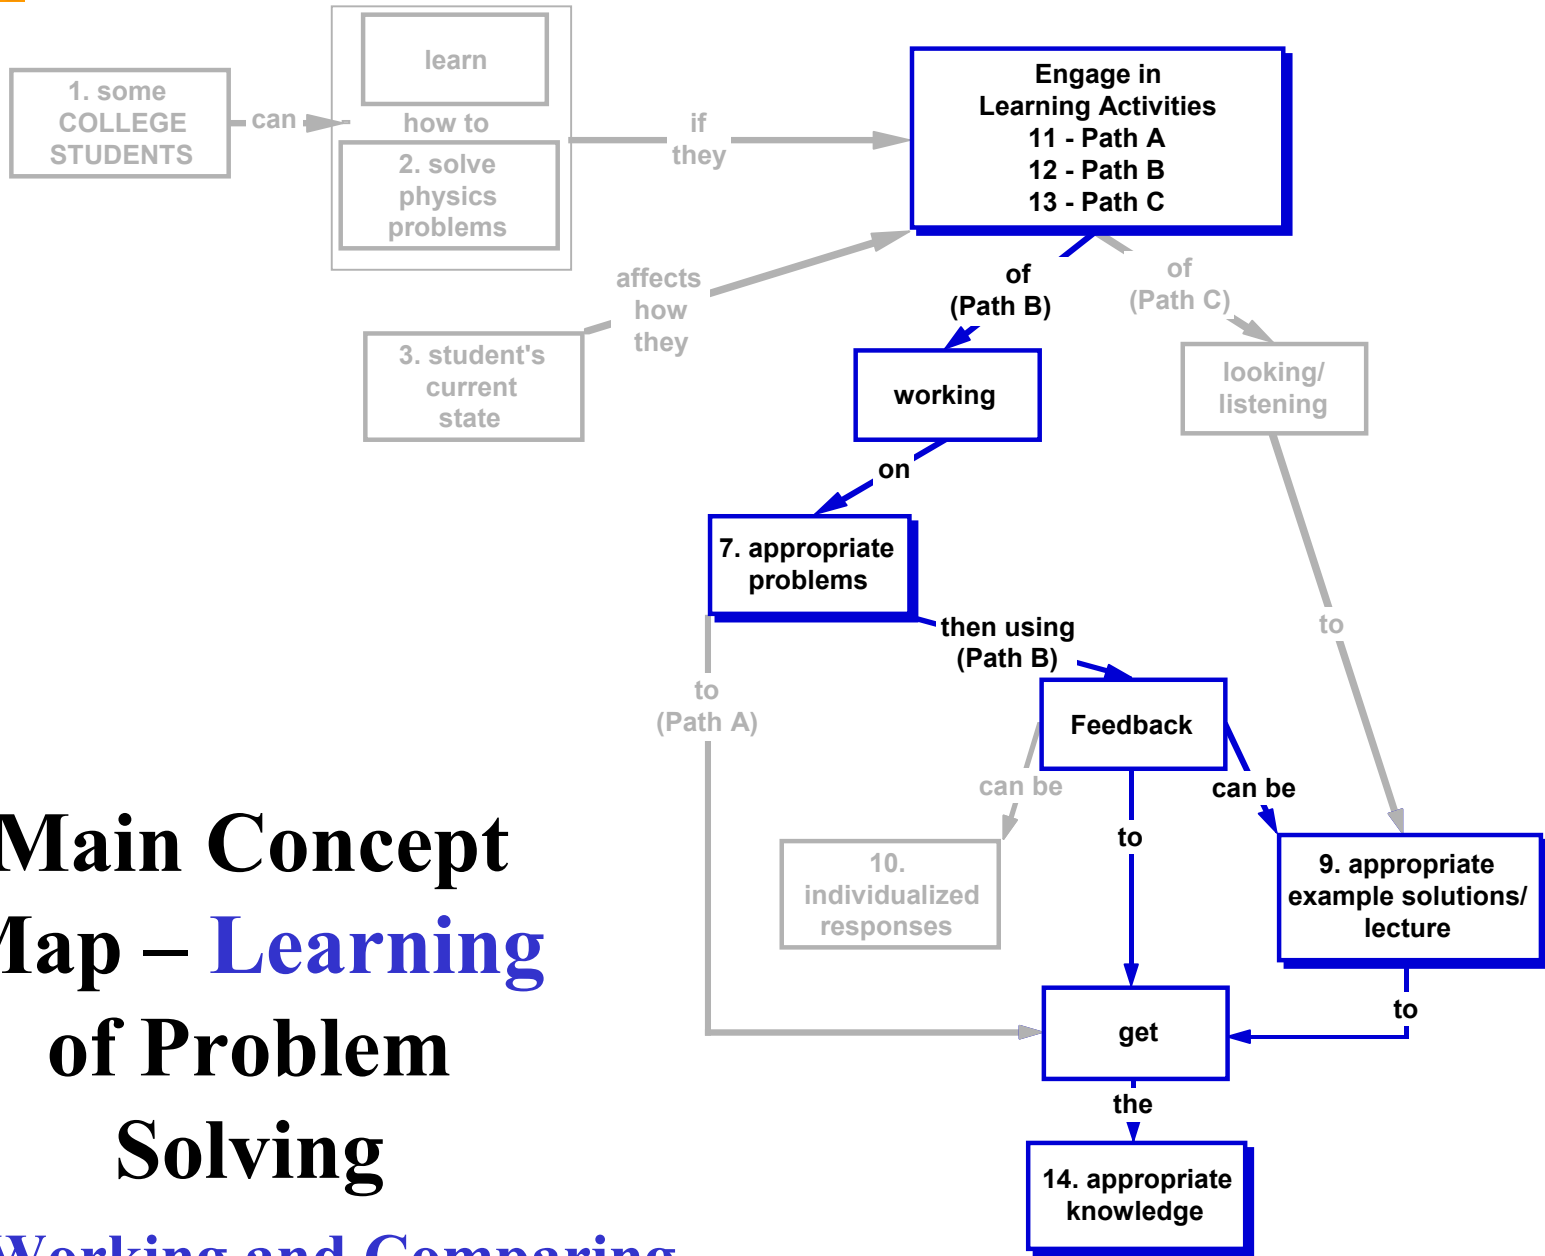 1. some
COLLEGE
STUDENTS
can
learn
how to
2. solve
physics
problems
if
they
Engage in
Learning Activities
11 - Path A
12 - Path B
13 - Path C
3. student's
current
state
affects
how
they
of
(Path B)
of
(Path C)
working
looking/
listening
on
7. appropriate
problems
then using
(Path B)
to
to
(Path A)
Feedback
can be
can be
to
10.
individualized
responses
9. appropriate
example solutions/
lecture
to
get
the
14. appropriate
knowledge
Main Concept
Map – Learning
of Problem
Solving
Working and Comparing